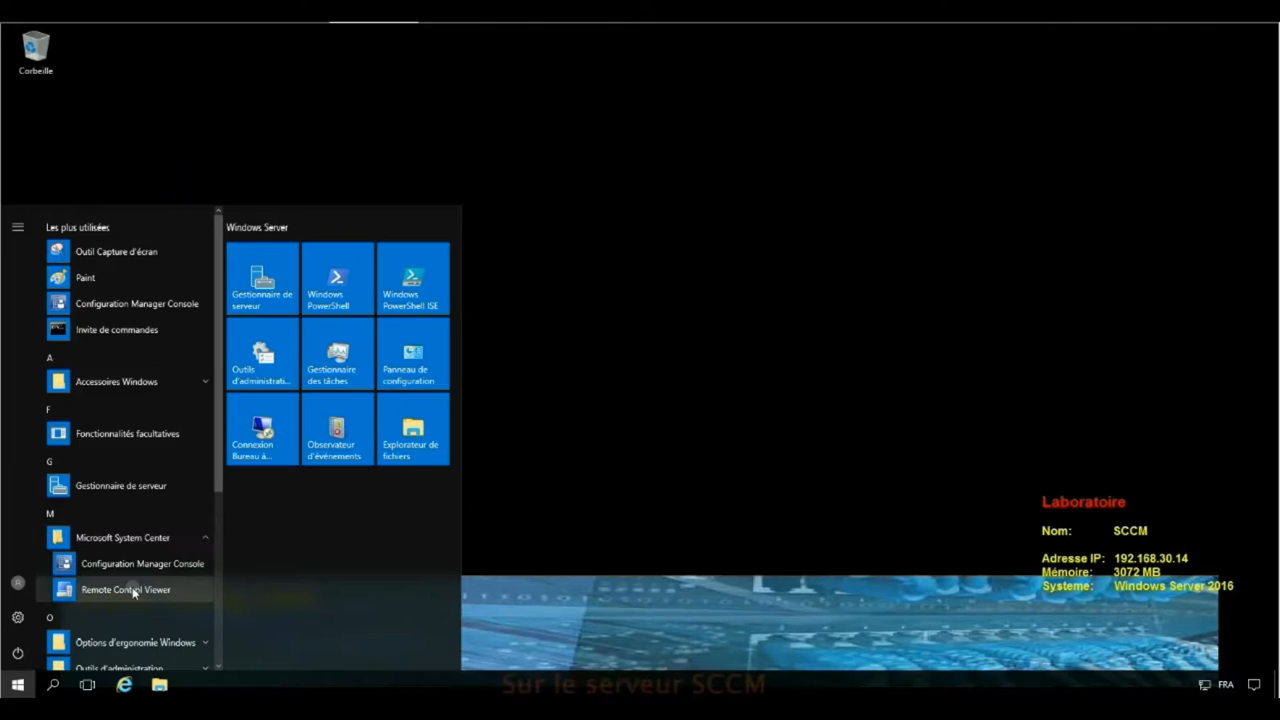 Corbeille
Les plus utilisées
Outil Capture d'écran
Paint
Configuration Manager Console
Invite de commandes
A
Accessoires Windows
F
Fonctionnalités facultatives
G
Gestionnaire de serveur
M
Microsoft System Center
Configuration Manager Console
Remote Control Viewer
O
Options d'ergonomie Windows
Outils d'administration
Windows Server
Gestionnaire de
serveur
Windows
PowerShell
Windows
PowerShell ISE
Outils
d'administrati...
Gestionnaire
des tâches
Panneau de
configuration
Connexion
Bureau à...
Observateur
d'événements
Explorateur de
fichiers
Laboratoire
Nom: SCCM
Adresse IP: 192.168.30.14
Mémoire: 3072 MB
Systeme: Windows Server 2016
Sur le serveur SCCM
FRA